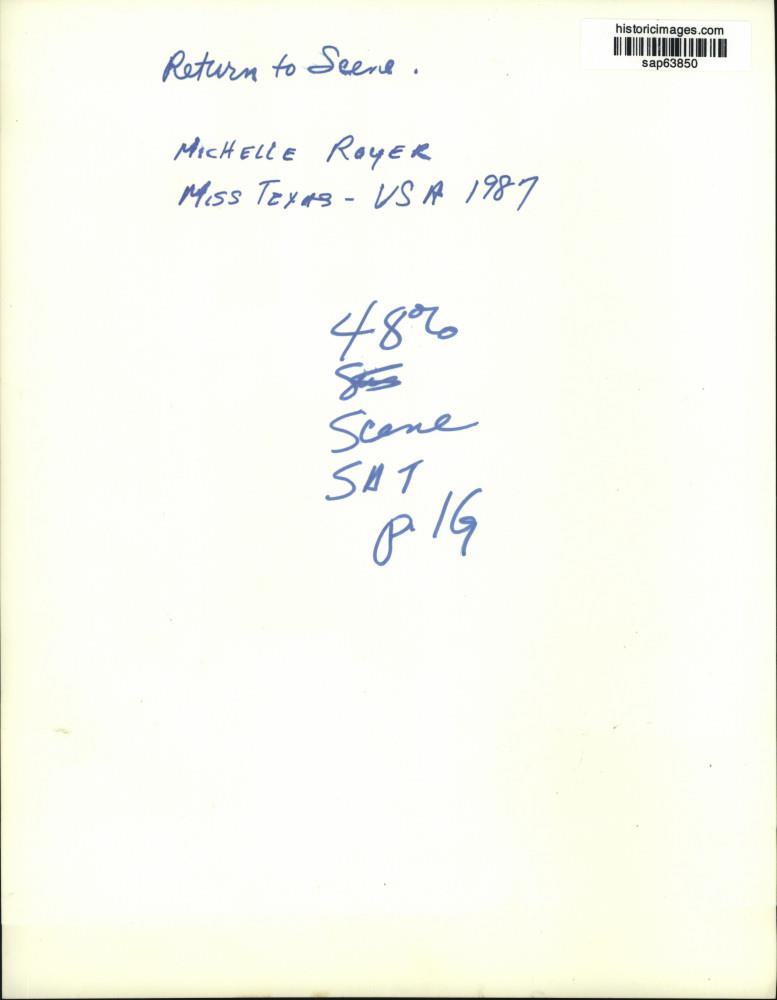 historicimages.com
sap63850
Return to Scene.
MICHELLE ROYER
MISS TEXAS - USA 1987
48%
Scene
SAT
p. 1G